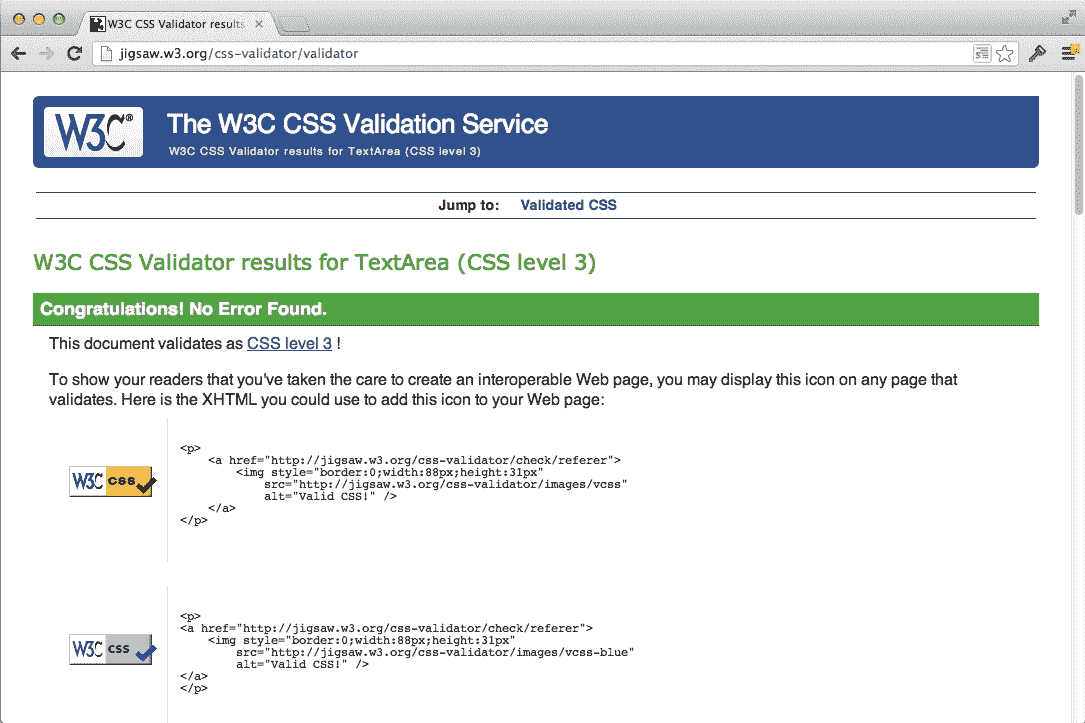 W3C CSS Validator results
jigsaw.w3.org/css-validator/validator
W3C®
The W3C CSS Validation Service
W3C CSS Validator results for TextArea (CSS level 3)
Jump to: Validated CSS
W3C CSS Validator results for TextArea (CSS level 3)
Congratulations! No Error Found.
This document validates as CSS level 3 !
To show your readers that you've taken the care to create an interoperable Web page, you may display this icon on any page that
validates. Here is the XHTML you could use to add this icon to your Web page:
W3C CSS
<p>
<a href="http://jigsaw.w3.org/css-validator/check/referer">
<img style="border:0;width:88px;height:31px"
src="http://jigsaw.w3.org/css-validator/images/vcss"
alt="Valid CSS!" />
</a>
</p>
W3C CSS
<p>
<a href="http://jigsaw.w3.org/css-validator/check/referer">
<img style="border:0;width:88px;height:31px"
src="http://jigsaw.w3.org/css-validator/images/vcss-blue"
alt="Valid CSS!" />
</a>
</p>